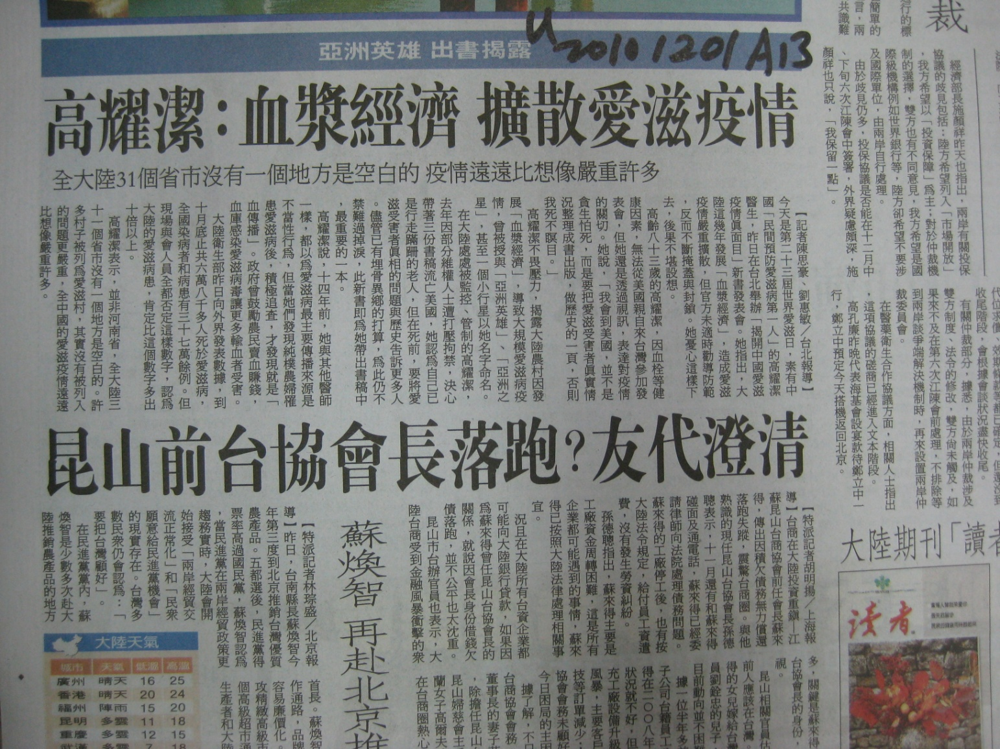 亞洲英雄 出書揭露
U 20101201 A13
高耀潔：血漿經濟 擴散愛滋疫情
全大陸31個省市沒有一個地方是空白的 疫情遠遠比想像嚴重許多
【記者陳思豪、劉惠敏／台北報導】
今天是第二十三屆世界愛滋日，素有中
國「民間預防愛滋病第一人」的高耀潔
醫生，昨日在台北舉辦「揭開中國愛滋
疫情真面目」新書發表會。她指出，大
陸這幾年發展「血漿經濟」，造成愛滋
疫情嚴重擴散，但官方未適時勸導防範
，反而不斷掩蓋與封鎖。她憂心這樣下
去，後果不堪設想。
高齡八十三歲的高耀潔，因血栓等健
康因素，無法從美國親自來台灣參加發
表會，但她還是透過視訊，表達對疫情
的關切。她說，「我會到美國，並不是
貪生怕死，而是要把愛滋受害者真實情
況整理成書出版，做歷史的一頁，否則
我死不瞑目。」
高耀潔不畏壓力，揭露大陸農村因發
展「血漿經濟」，導致大規模愛滋病疫
情，曾被授與「亞洲英雄」、「亞洲之
星」，甚至一個小行星以她名字命名。
在大陸處處被監控、管制的高耀潔，
去年因部分維權人士遭打壓拘禁，決心
帶著三份書稿流亡美國，她認為自己已
是行走蹣跚的老人，但在死前，要將愛
滋受害者真相的問題與歷史告訴更多人
。儘管已有埋骨異鄉的打算，為此仍不
禁難過掉淚，此新書即為她帶出書稿中
，最重要的一本。
高耀潔說，十四年前，她與其他醫師
一樣，都以為愛滋病最主要傳播來源是
不當性行為，但當她們發現純樸農婦罹
患愛滋病後，積極追查，才發現就是「
血傳播」。政府曾鼓勵農民賣血賺錢，
血庫感染愛滋病毒讓更多輸血者受害。
大陸衛生部昨日向外界發表數據，到
十月底止共六萬八千多人死於愛滋病，
全國染病者和病患有三十七萬餘例。但
現場與會人員全都否定這樣數字，認為
大陸的愛滋病患，肯定比這個數字多出
十倍以上。
高耀潔表示，並非河南省，全大陸三
十一個省市沒有一個地方是空白的。許
多村子被列為愛滋村，其實沒有被列入
的問題更嚴重，全中國的愛滋疫情遠遠
比想像嚴重許多。
昆山前台協會長落跑？友代澄清
【特派記者胡明揚／上海報
導】台商在大陸投資重鎮—江
蘇昆山台商協會前任會長蘇來
得，傳出因積欠債務無力償還
落跑失蹤，震驚台商圈。與他
熟識的現任昆山台協會長孫德
聰表示，十一月還有和蘇來得
碰面及通電話，蘇來得已經委
請律師向法院處理債務問題。
蘇來得的工廠停工後，也有按
大陸法令規定，給付員工資遣
費，沒有發生勞資糾紛。
孫德聰指出，蘇來得主要是
工廠資金周轉困難，這是所有
企業都可能遇到的事情，蘇來
得已按照大陸法律處理相關事
宜。
況且在大陸所有台資企業都
可能向大陸銀行貸款，如果因
為蘇來得曾任昆山台協會長的
關係，就說因會長身份借錢欠
債落跑，並不公平也太沈重。
昆山市台辦官員也表示，大
陸台商受到金融風暴衝擊的眾
多，關鍵是蘇來得
台協會長的身份，
視。
昆山相關官員估
前人應該在台灣。
得的女兒嫁給台灣
員劉銓忠的兒子，
目前動向並不困難
據一位年年多
子公司台籍員工
得在二〇〇八年
狀況就不好，但
充工廠設備升級
風暴，主要客戶
技等訂單減少；
協會會務未顧好
今日困局的主因
據了解，不只
台商協會會務
董事長的妻子
，除擔任昆山
昆山婦慈會主
蘭女子高爾夫
在台商圈熱心
蘇煥智 再赴北京推
【特派記者林琮盛／北京報
導】昨日，台南縣長蘇煥智今
年第三度到北京推銷台灣優質
農產品。五都選後，民進黨得
票率高過國民黨，蘇煥智認為
，當民進黨在兩岸經貿政策更
趨務實時，大陸會開
始接受「兩岸經貿交
流正常化」和「民眾
願意給民進黨機會」
的現實存在。台灣多
數民眾仍會認為：「
要把台灣顧好」。
在民進黨黨內，蘇
煥智是少數多次赴大
陸推銷農產品的地方
首長。蘇煥智
作通路，品牌
容易廉價化。
攻精緻高級市
個高級超市通
生產者和大陸
大陸天氣
城市 天氣 低溫 高溫
廣州 晴天 16 25
香港 晴天 20 24
福州 陣雨 15 20
昆明 多雲 11 18
重慶 多雲 12 15
武漢 多雲 7 18
裁
行的標
簡單的
言，兩
共識難
經濟部長施顏祥昨天也指出，兩岸有關投保
協議的歧見包括：陸方希望列入「市場開放」
，我方希望以「投資保障」為主；對於仲裁機
制的選擇，雙方也有不同意見，我方希望是國
際級機構例如世界銀行等，陸方卻希望不要涉
及國際單位，由兩岸自行處理。
由於歧見仍多，投保協議是否能在十二月中
、下旬六次江陳會中簽署，外界疑慮頗深，施
顏祥也只說，「我保留一點」。
收尾階段，會根據會談狀況盡快收尾。
有關仲裁部分，據悉，由於兩岸仲裁涉及
雙方制度、法令的修改，雙方尚未觸及，如
果來不及在第六次江陳會前處理，不排除等
到兩岸談爭端解決機制時，再來設置兩岸仲
裁委員會。
在醫藥衛生合作協議方面，相關人士指出
，這項協議的磋商已經進入文本階段。
高孔廉昨晚代表海基會設宴款待鄭立中一
行，鄭立中預定今天搭機返回北京。
大陸期刊「讀者
读者